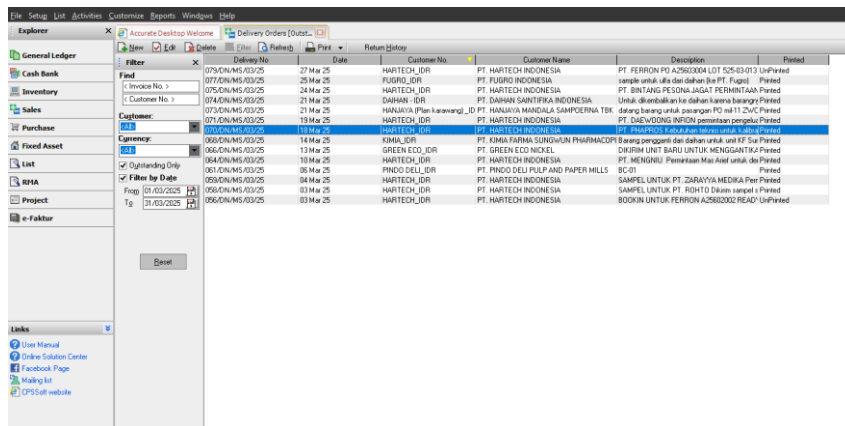 File Setup List Activities Customize Reports Windows Help
Explorer
Accurate Desktop Welcome
Delivery Orders [Outst...
New Edit Delete Filter Refresh Print Return History
General Ledger
Cash Bank
Inventory
Sales
Purchase
Fixed Asset
List
RMA
Project
e-Faktur
Filter
Find
< Invoice No. >
< Customer No. >
Customer:
<All>
Currency:
<All>
Outstanding Only
Filter by Date
From 01/03/2025
To 31/03/2025
Reset
Delivery No Date Customer No. Customer Name Description Printed
079/DN/MS/03/25 27 Mar 25 HARTECH_IDR PT. HARTECH INDONESIA PT. FERRON PO A25603004 LOT 525-03-013 UnPrinted
077/DN/MS/03/25 25 Mar 25 FUGRO_IDR PT. FUGRO INDONESIA sample untuk ulla dari daihan (ke PT. Fugro) Printed
075/DN/MS/03/25 24 Mar 25 HARTECH_IDR PT. HARTECH INDONESIA PT. BINTANG PESONA JAGAT PERMINTAAN Printed
074/DN/MS/03/25 21 Mar 25 DAIHAN - IDR PT. DAIHAN SAINTIFIKA INDONESIA Untuk dikembalikan ke daihan karena barangny Printed
073/DN/MS/03/25 21 Mar 25 HANJAYA (Plan karawang)_ID PT. HANJAYA MANDALA SAMPOERNA TBK datang barang untuk pasangan PO mil-11 ZWC Printed
071/DN/MS/03/25 19 Mar 25 HARTECH_IDR PT. HARTECH INDONESIA PT. DAEWOONG INFION permintaan pengelua Printed
070/DN/MS/03/25 18 Mar 25 HARTECH_IDR PT. HARTECH INDONESIA PT. PHAPROS Kebutuhan teknisi untuk kalibra Printed
068/DN/MS/03/25 14 Mar 25 KIMIA_IDR PT. KIMIA FARMA SUNGWUN PHARMACOPI Barang pengganti dari daihan untuk unit KF Sur Printed
066/DN/MS/03/25 13 Mar 25 GREEN ECO_IDR PT. GREEN ECO NICKEL DIKIRIM UNIT BARU UNTUK MENGGANTIKA Printed
064/DN/MS/03/25 10 Mar 25 HARTECH_IDR PT. HARTECH INDONESIA PT. MENGNIU Permintaan Mas Arief untuk de Printed
061/DN/MS/03/25 06 Mar 25 PINDO DELI_IDR PT. PINDO DELI PULP AND PAPER MILLS BC-01 Printed
059/DN/MS/03/25 03 Mar 25 HARTECH_IDR PT. HARTECH INDONESIA SAMPEL UNTUK PT. ZARAYYA MEDIKA Perr Printed
058/DN/MS/03/25 03 Mar 25 HARTECH_IDR PT. HARTECH INDONESIA SAMPEL UNTUK PT. ROHTO Dikirim sampel s Printed
056/DN/MS/03/25 03 Mar 25 HARTECH_IDR PT. HARTECH INDONESIA BOOKIN UNTUK FERRON A25602002 READY UnPrinted
Links
User Manual
Online Solution Center
Facebook Page
Mailing list
CPSSoft website